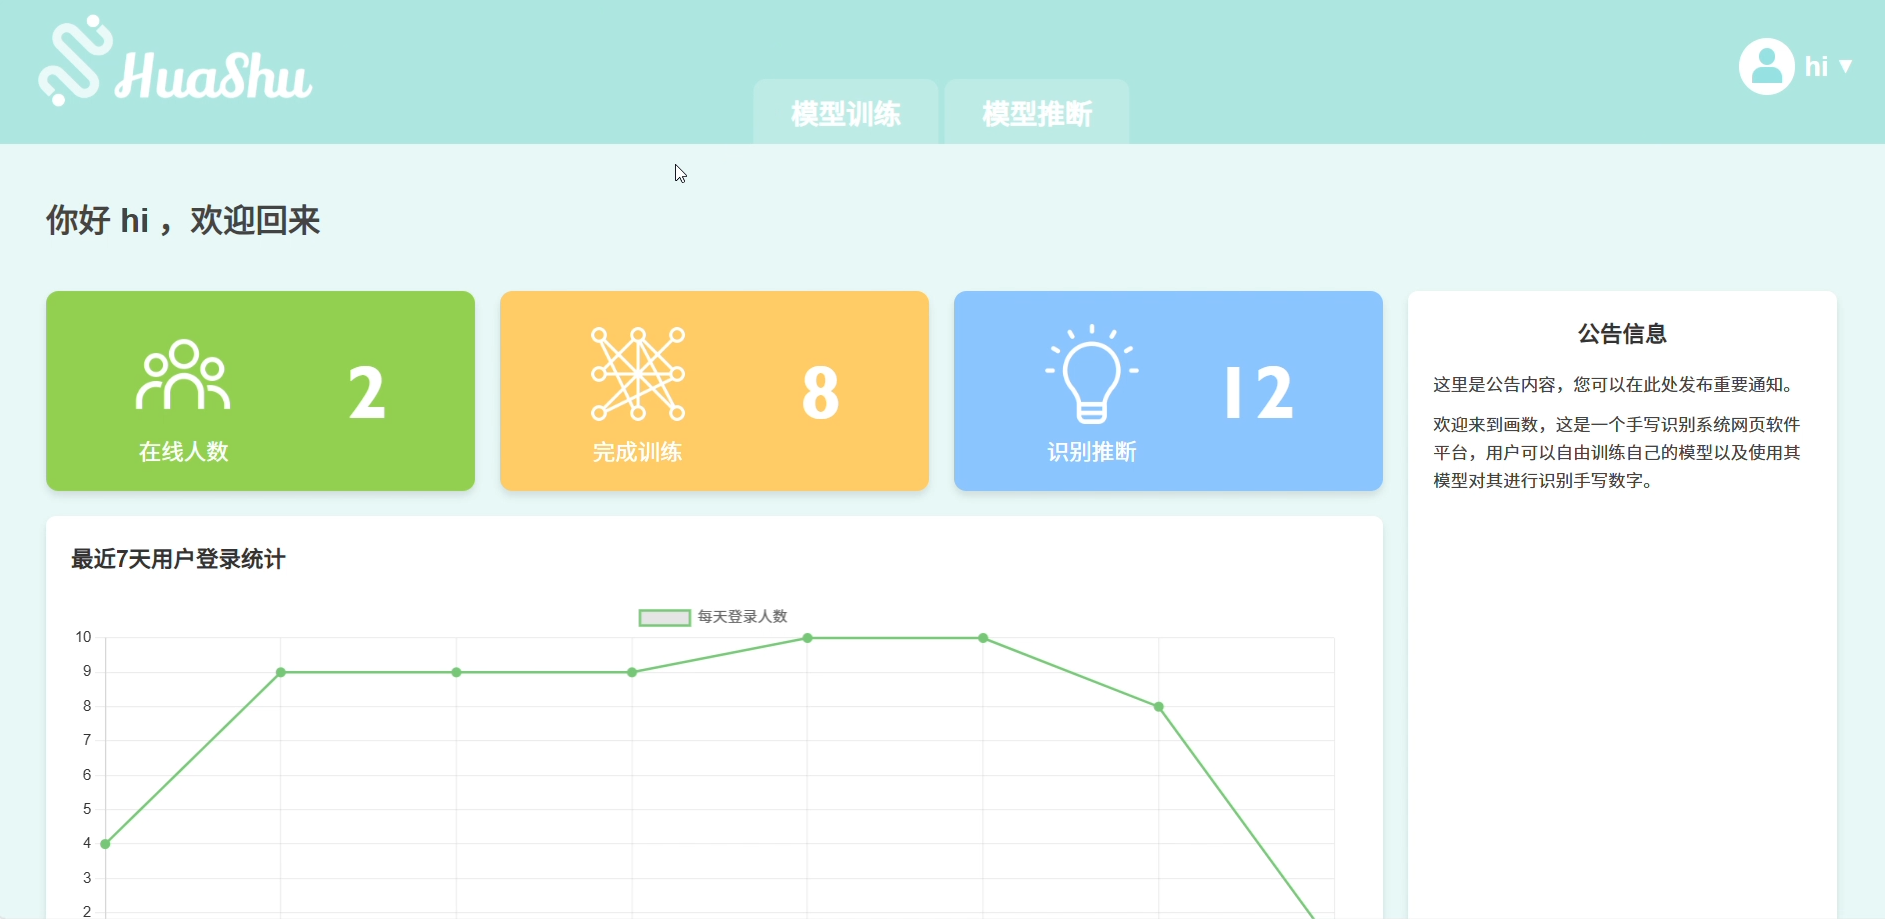 HuaShu
模型训练
模型推断
hi ▼
你好 hi ，欢迎回来
2
在线人数
8
完成训练
12
识别推断
公告信息
这里是公告内容，您可以在此处发布重要通知。
欢迎来到画数，这是一个手写识别系统网页软件
平台，用户可以自由训练自己的模型以及使用其
模型对其进行识别手写数字。
最近7天用户登录统计
每天登录人数
10
9
8
7
6
5
4
3
2